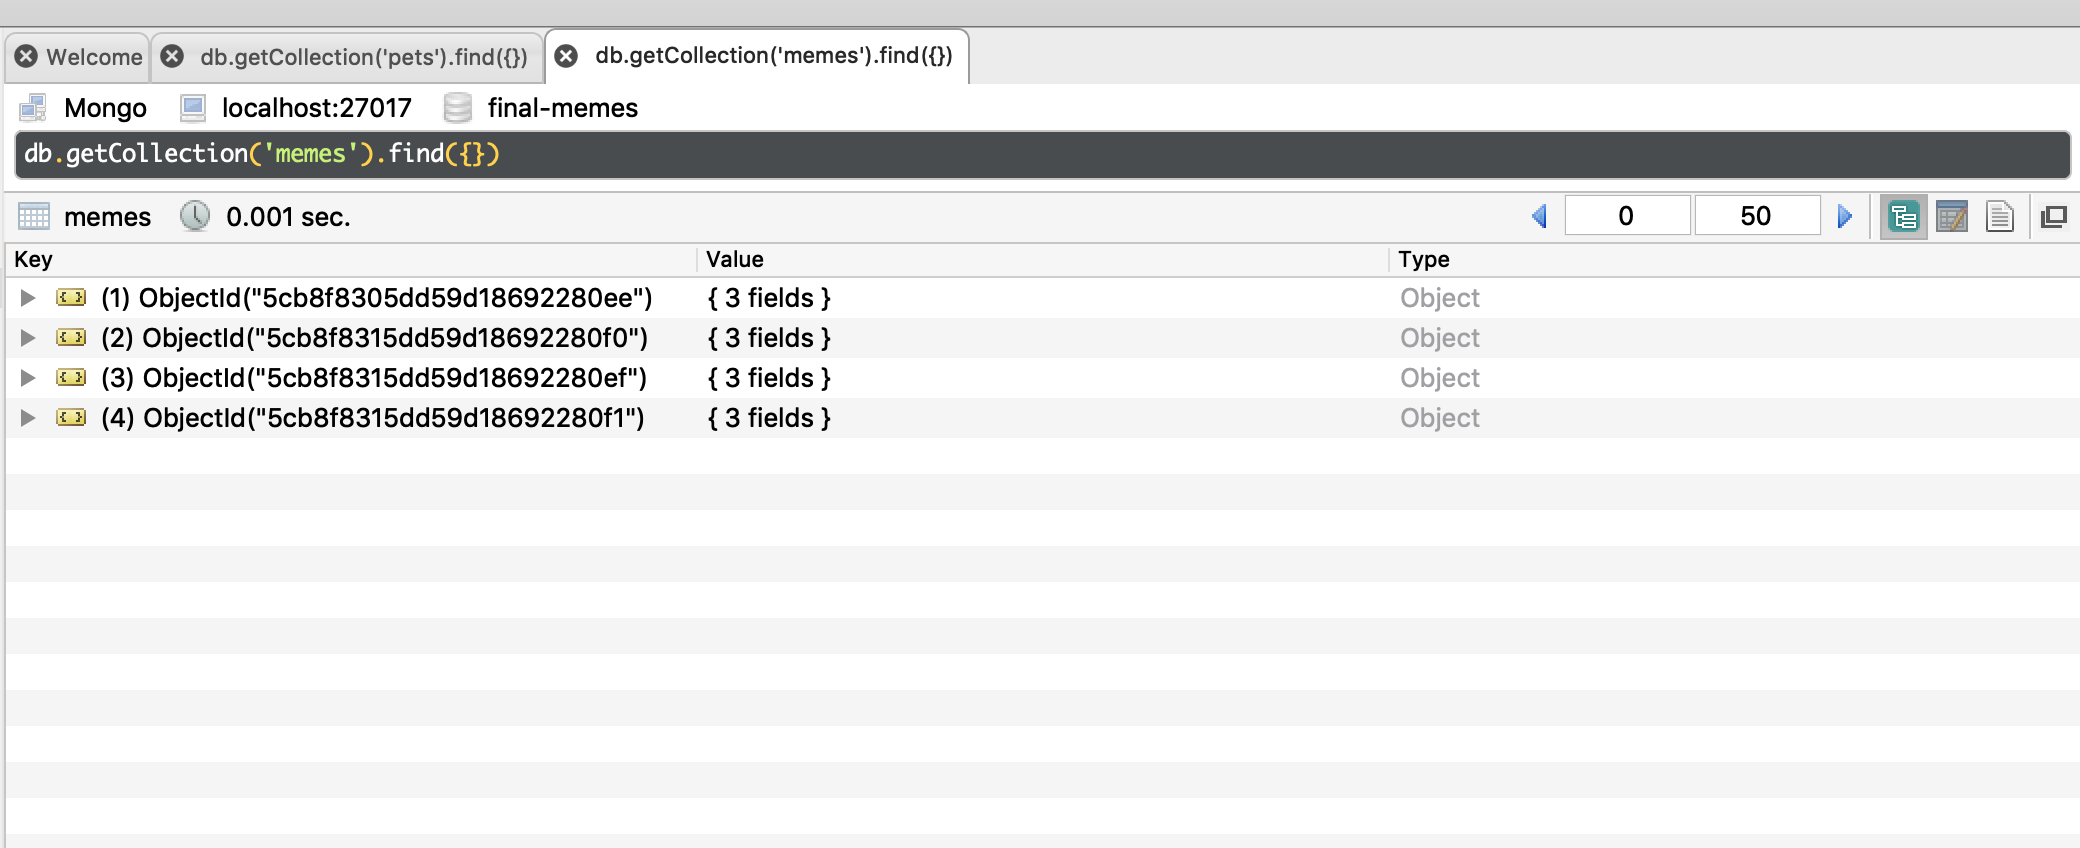 Welcome db.getCollection('pets').find({}) db.getCollection('memes').find({})
Mongo localhost:27017 final-memes
db.getCollection('memes').find({})
memes 0.001 sec. 0 50
Key Value Type
(1) ObjectId("5cb8f8305dd59d18692280ee") { 3 fields } Object
(2) ObjectId("5cb8f8315dd59d18692280f0") { 3 fields } Object
(3) ObjectId("5cb8f8315dd59d18692280ef") { 3 fields } Object
(4) ObjectId("5cb8f8315dd59d18692280f1") { 3 fields } Object